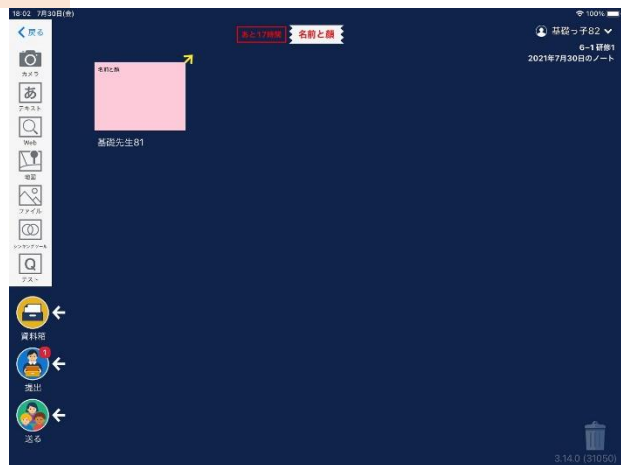 18:02 7月30日(金)
100%
戻る
あと17時間
名前と顔
基礎っ子82
6-1 研修1
2021年7月30日のノート
カメラ
あ
テキスト
Web
地図
ファイル
シンキングツール
Q
テスト
名前と顔
基礎先生81
資料箱
1
提出
送る
3.14.0 (31050)